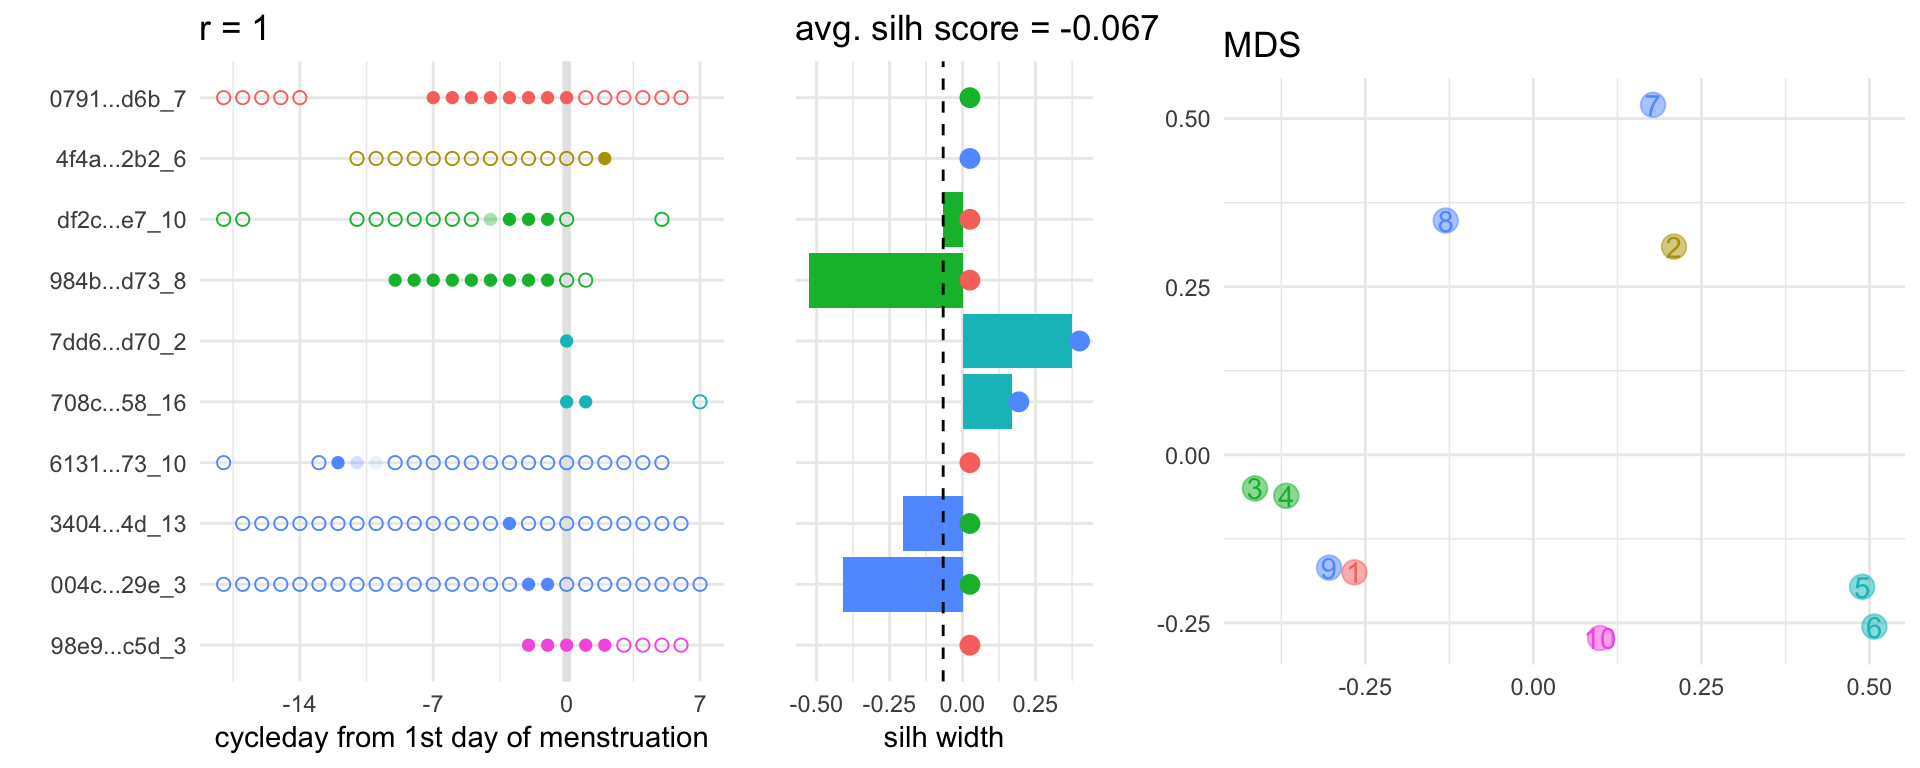 r = 1
0791...d6b_7
4f4a...2b2_6
df2c...e7_10
984b...d73_8
7dd6...d70_2
708c...58_16
6131...73_10
3404...4d_13
004c...29e_3
98e9...c5d_3
-14 -7 0 7
cycleday from 1st day of menstruation
avg. silh score = -0.067
-0.50 -0.25 0.00 0.25
silh width
MDS
0.50
0.25
0.00
-0.25
7
8
2
3 4
9 1
5
6
10
-0.25 0.00 0.25 0.50